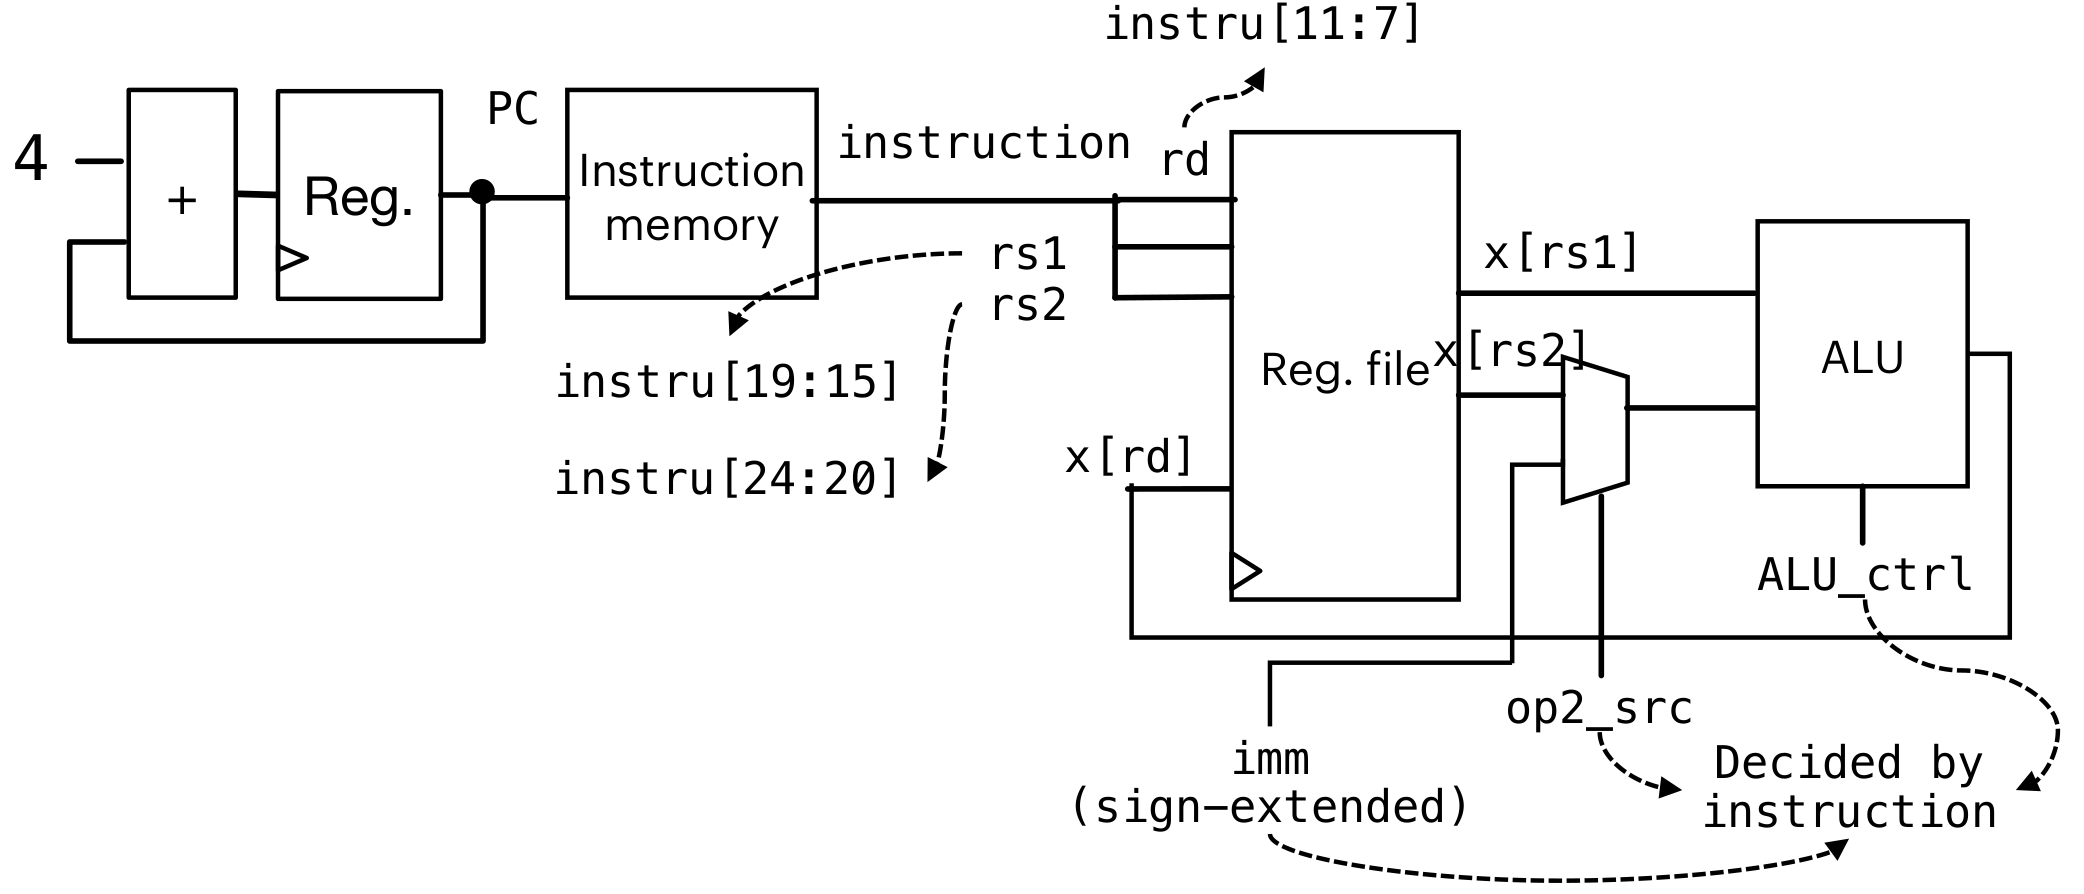 instru[11:7]
PC
4
instruction
rd
Instruction
memory
+
Reg.
rs1
rs2
x[rs1]
x[rs2]
ALU
Reg. file
instru[19:15]
x[rd]
instru[24:20]
ALU_ctrl
op2_src
imm
(sign-extended)
Decided by
instruction